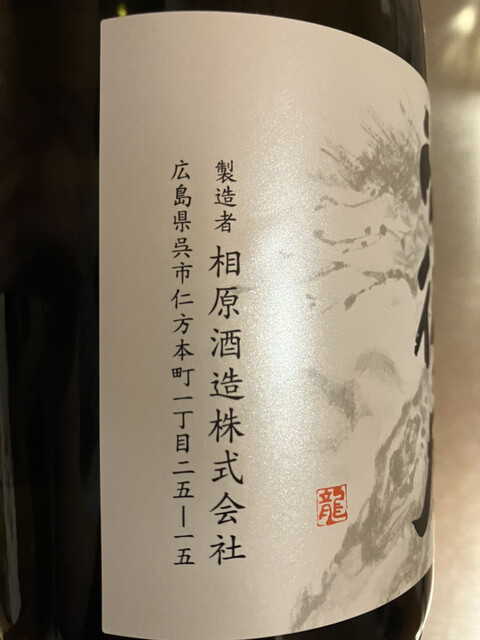 製造者 相原酒造株式会社
広島県呉市仁方本町一丁目二五ー一五
龍